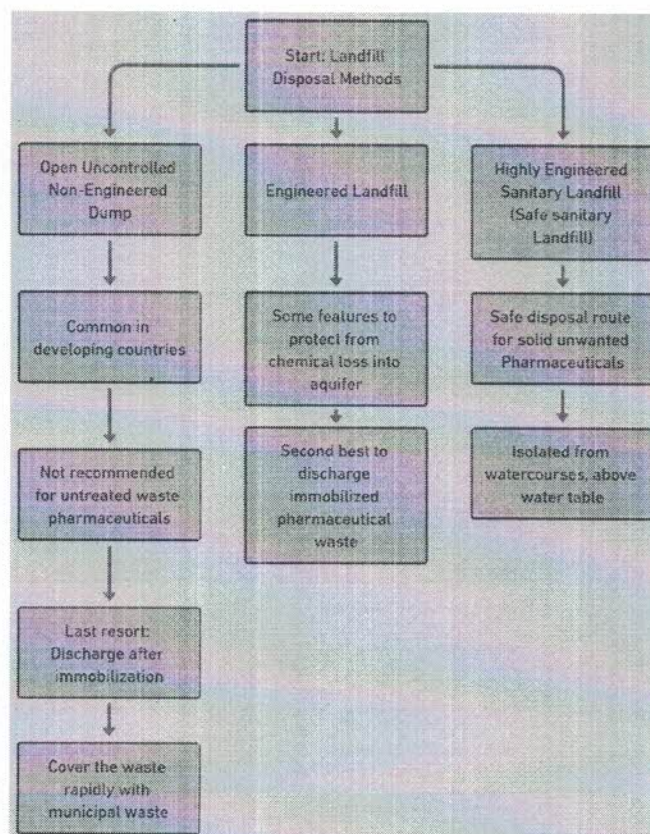 Start: Landfill
Disposal Methods
Open Uncontrolled
Non-Engineered
Dump
Common in
developing countries
Not recommended
for untreated waste
pharmaceuticals
Last resort:
Discharge after
immobilization
Cover the waste
rapidly with
municipal waste
Engineered Landfill
Some features to
protect from
chemical loss into
aquifer
Second best to
discharge
immobilized
pharmaceutical
waste
Highly Engineered
Sanitary Landfill
(Safe sanitary
Landfill)
Safe disposal route
for solid unwanted
Pharmaceuticals
Isolated from
watercourses, above
water table